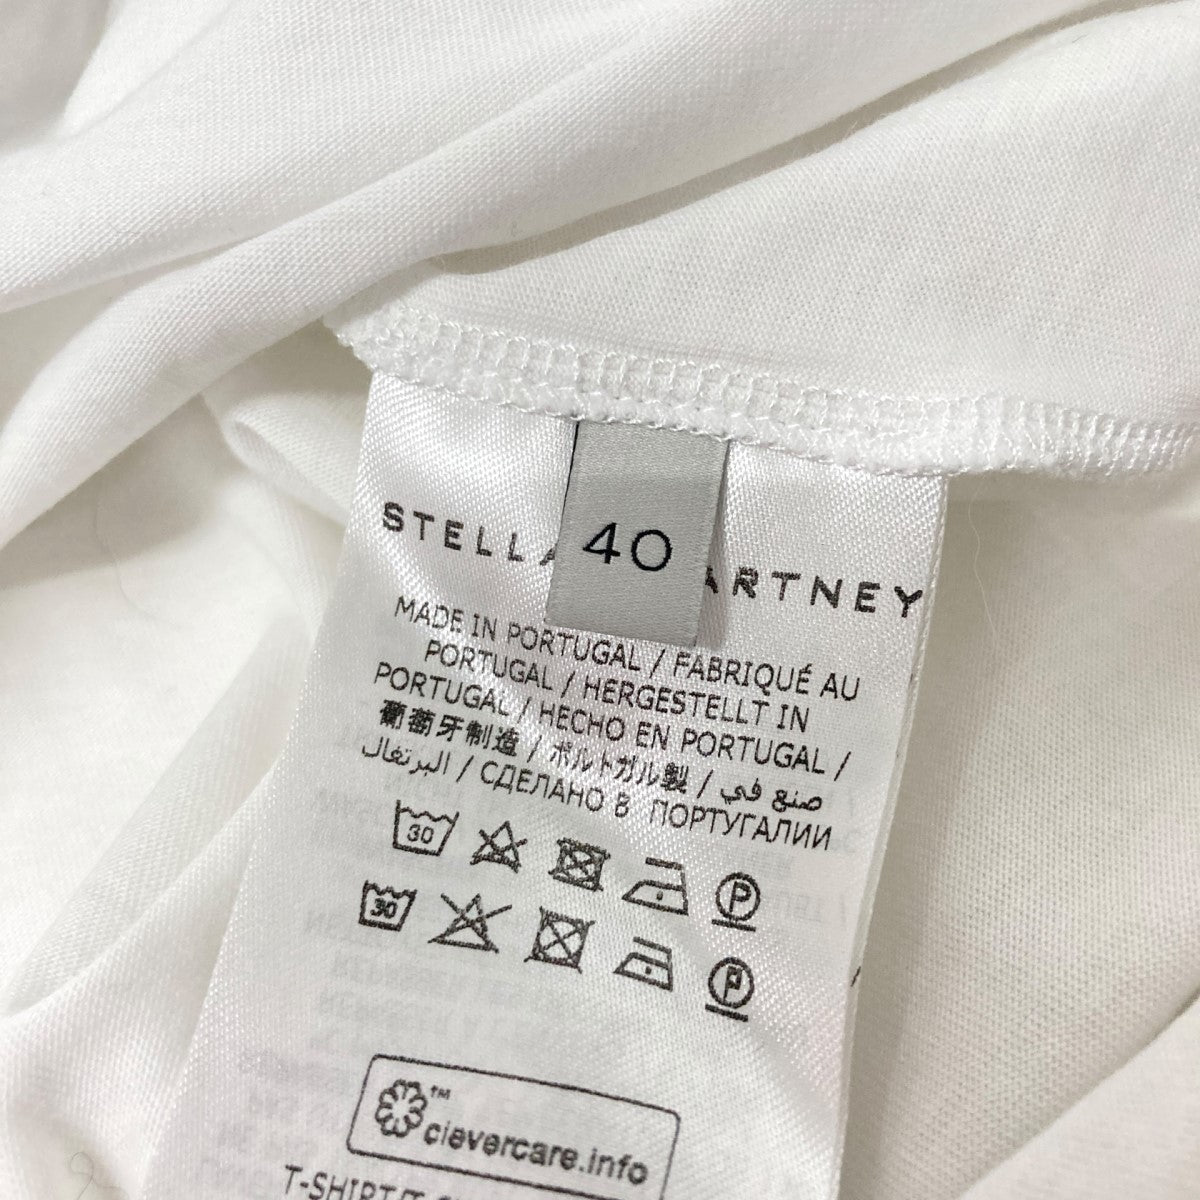 40
STELLA ARTNEY
MADE IN PORTUGAL / FABRIQUÉ AU
PORTUGAL / HERGESTELLT IN
PORTUGAL / HECHO EN PORTUGAL /
葡萄牙制造 / ポルトガル製 / صنع في
البرتغال / СДЕЛАНО В ПОРТУГАЛИИ
30
30
™
clevercare.info
T-SHIRT/T-